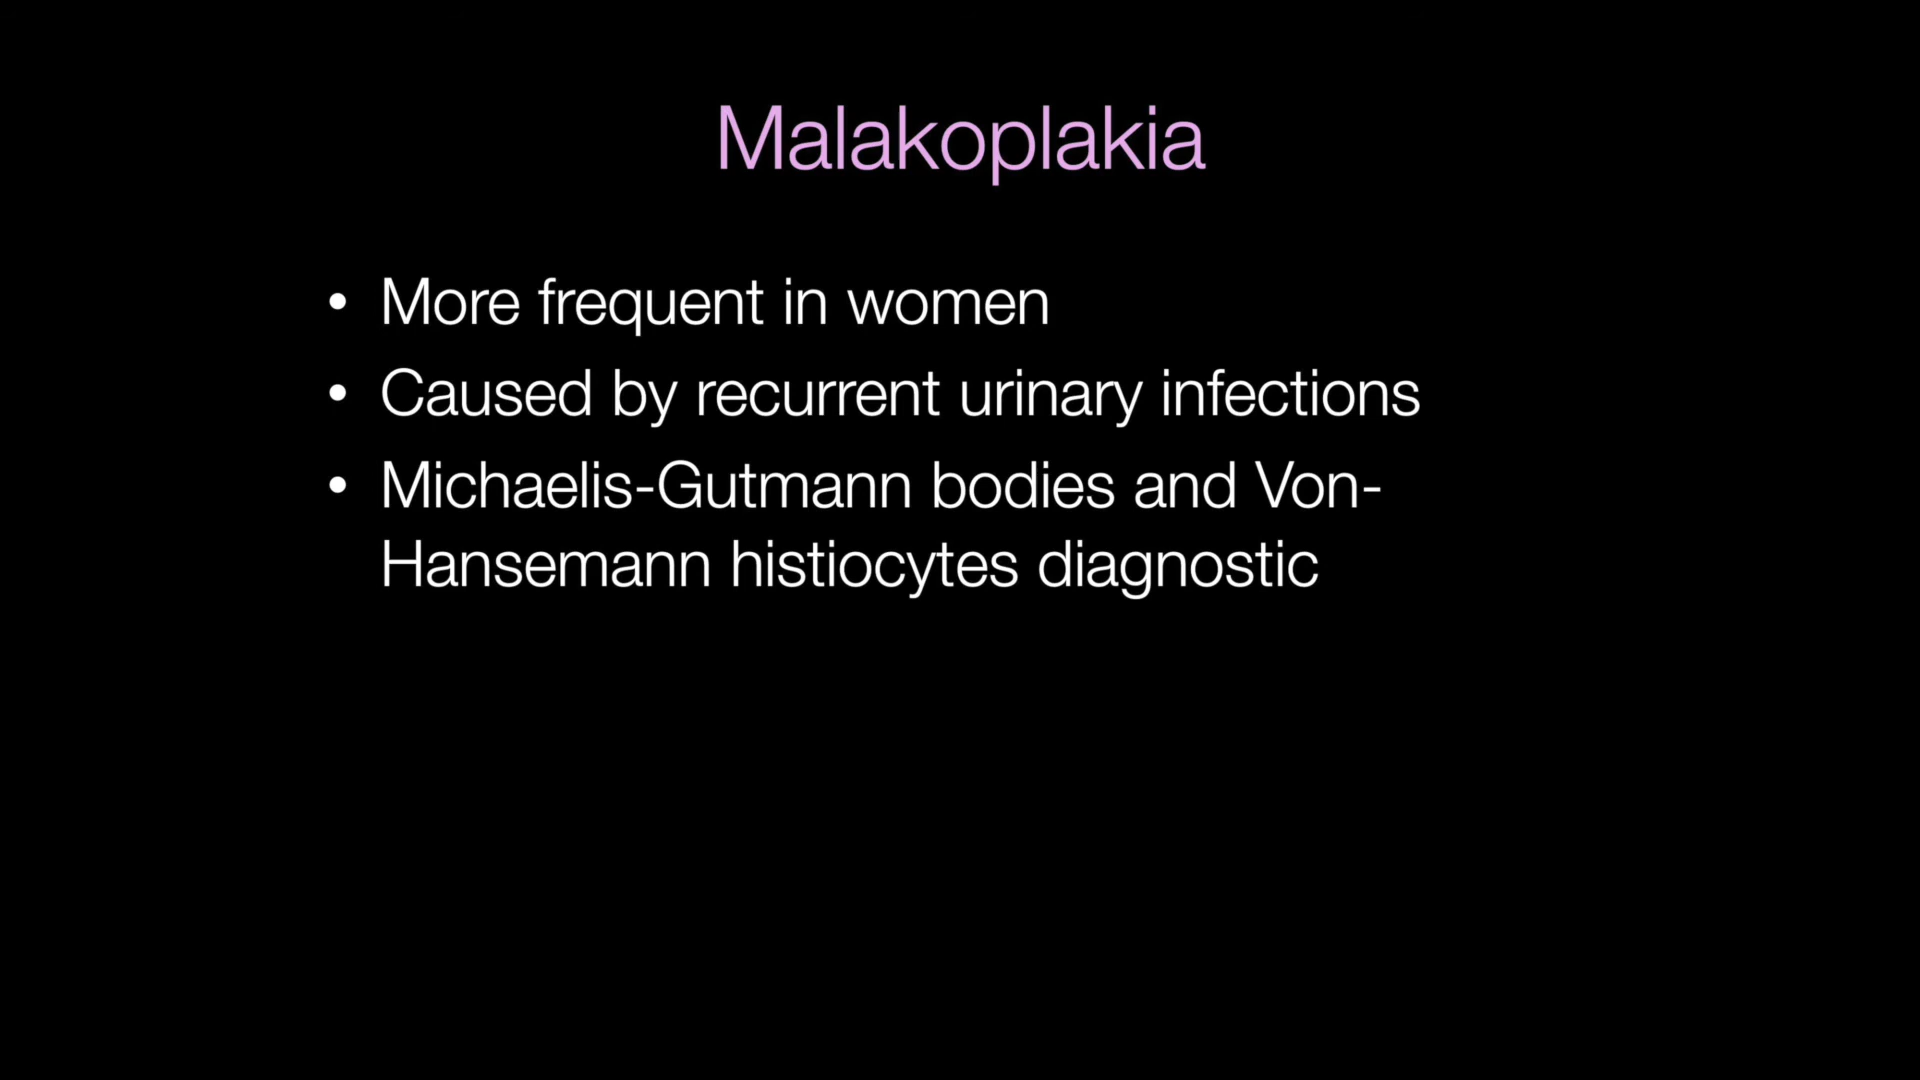 Malakoplakia
• More frequent in women
• Caused by recurrent urinary infections
• Michaelis-Gutmann bodies and Von-
Hansemann histiocytes diagnostic